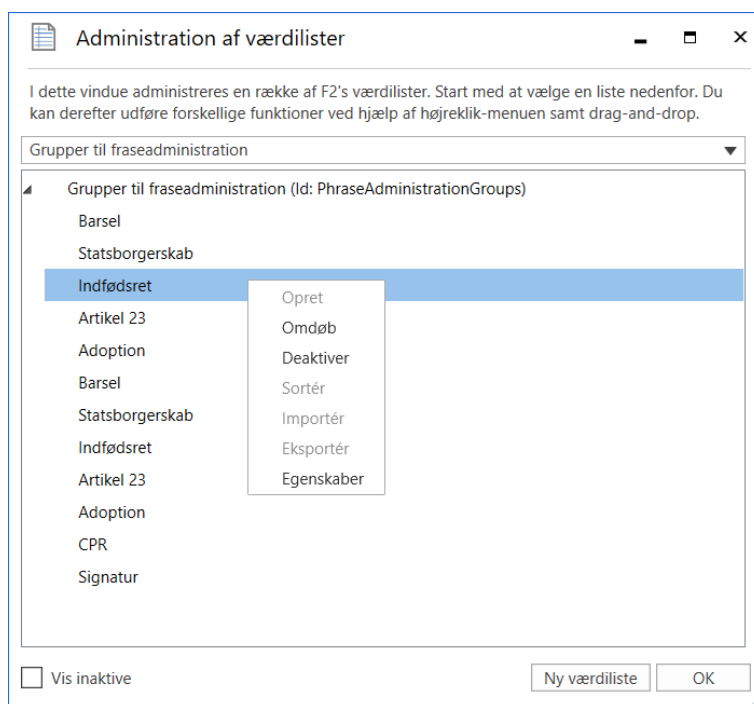 Administration af værdilister
I dette vindue administreres en række af F2's værdilister. Start med at vælge en liste nedenfor. Du
kan derefter udføre forskellige funktioner ved hjælp af højreklik-menuen samt drag-and-drop.
Grupper til fraseadministration
Grupper til fraseadministration (Id: PhraseAdministrationGroups)
Barsel
Statsborgerskab
Indfødsret
Artikel 23
Adoption
Barsel
Statsborgerskab
Indfødsret
Artikel 23
Adoption
CPR
Signatur
Opret
Omdøb
Deaktiver
Sortér
Importér
Eksportér
Egenskaber
Vis inaktive
Ny værdiliste
OK